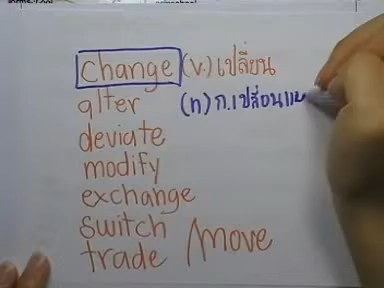 change (v.) เปลี่ยน
alter (n) ก.เปลี่ยนแ
deviate
modify
exchange
switch
trade move